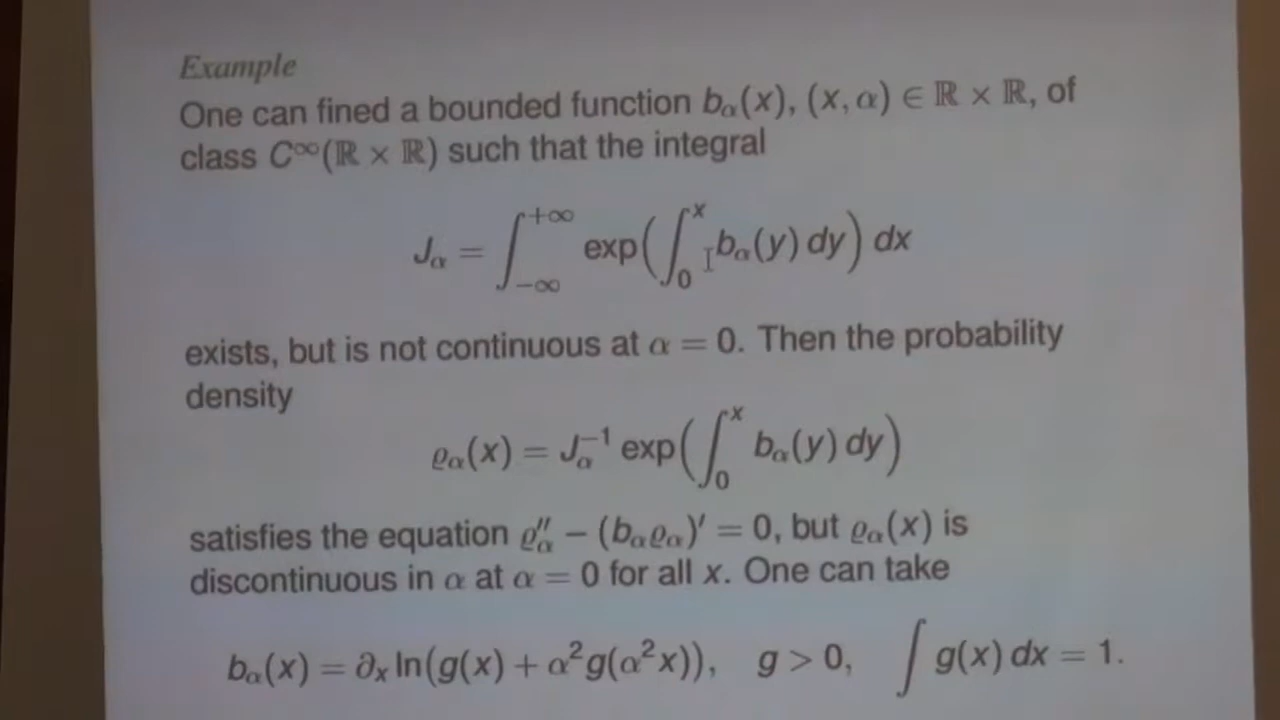 Example
One can fined a bounded function b_α(x), (x, α) ∈ ℝ × ℝ, of
class C^∞(ℝ × ℝ) such that the integral
J_α = ∫_{−∞}^{+∞} exp(∫_0^x b_α(y) dy) dx
exists, but is not continuous at α = 0. Then the probability
density
ϱ_α(x) = J_α^{−1} exp(∫_0^x b_α(y) dy)
satisfies the equation ϱ_α′′ − (b_αϱ_α)′ = 0, but ϱ_α(x) is
discontinuous in α at α = 0 for all x. One can take
b_α(x) = ∂_x ln(g(x) + α²g(α²x)), g > 0, ∫ g(x) dx = 1.